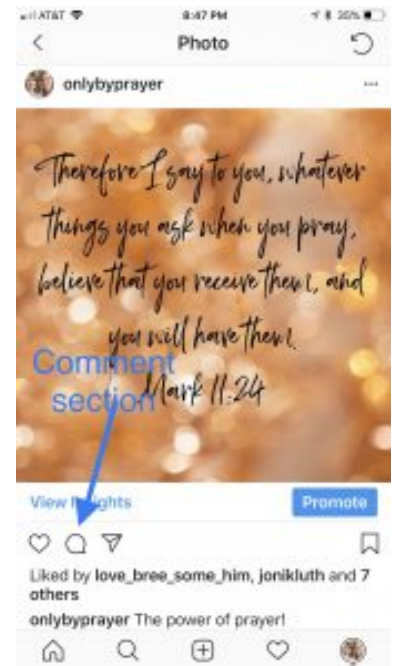 AT&T 8:47 PM 35%
Photo
onlybyprayer
Therefore I say to you, whatever
things you ask when you pray,
believe that you receive them, and
you will have them.
Mark 11:24
Comment
section
View Insights
Promote
Liked by love_bree_some_him, jonikluth and 7
others
onlybyprayer The power of prayer!